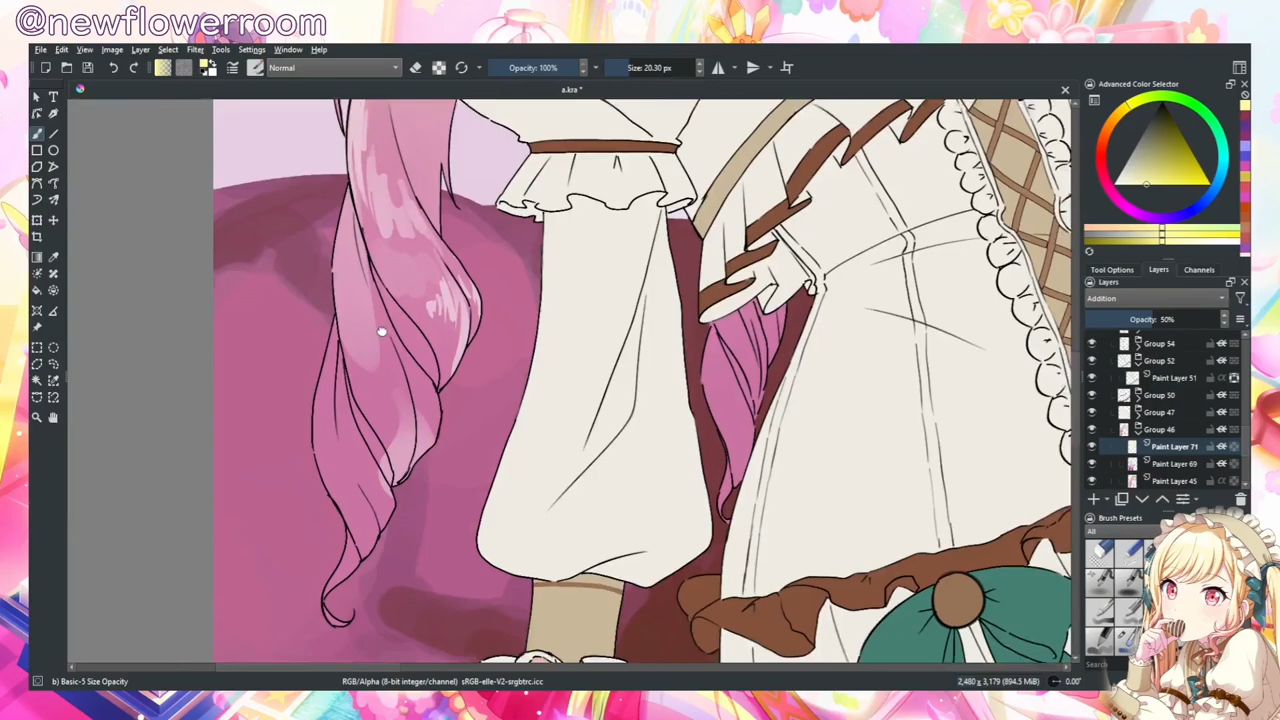 @newflowerroom
File Edit View Image Layer Select Filter Tools Settings Window Help
Normal Opacity: 100% Size: 20.30 px
a.kra *
Advanced Color Selector
Tool Options Layers Channels
Layers
Addition
Opacity: 50%
Group 54
Group 52
Paint Layer 51
Group 50
Group 47
Group 46
Paint Layer 71
Paint Layer 69
Paint Layer 45
Brush Presets
All
Search
b) Basic-5 Size Opacity RGB/Alpha (8-bit integer/channel) sRGB-elle-V2-srgbtrc.icc 2,480 x 3,179 (894.5 MiB) 0.00°